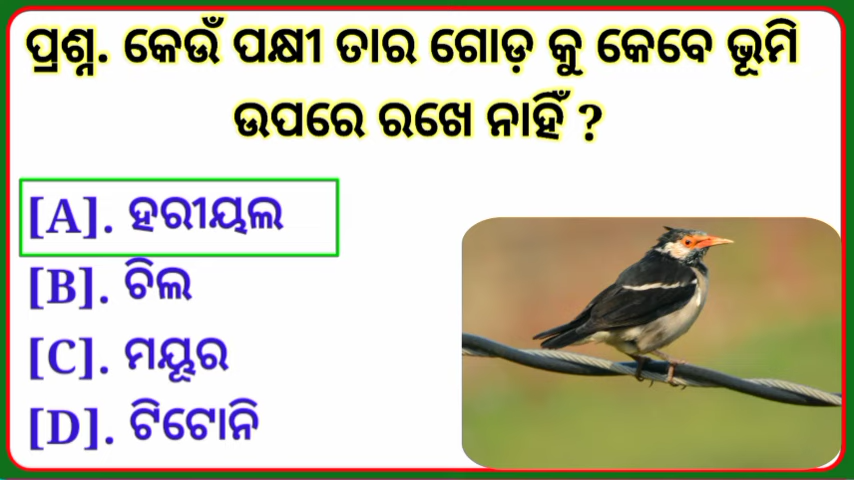 ପ୍ରଶ୍ନ. କେଉଁ ପକ୍ଷୀ ତାର ଗୋଡ଼ କୁ କେବେ ଭୂମି
ଉପରେ ରଖେ ନାହିଁ ?
[A]. ହରୀୟଲ
[B]. ଚିଲ
[C]. ମୟୂର
[D]. ଟିଟୋନି